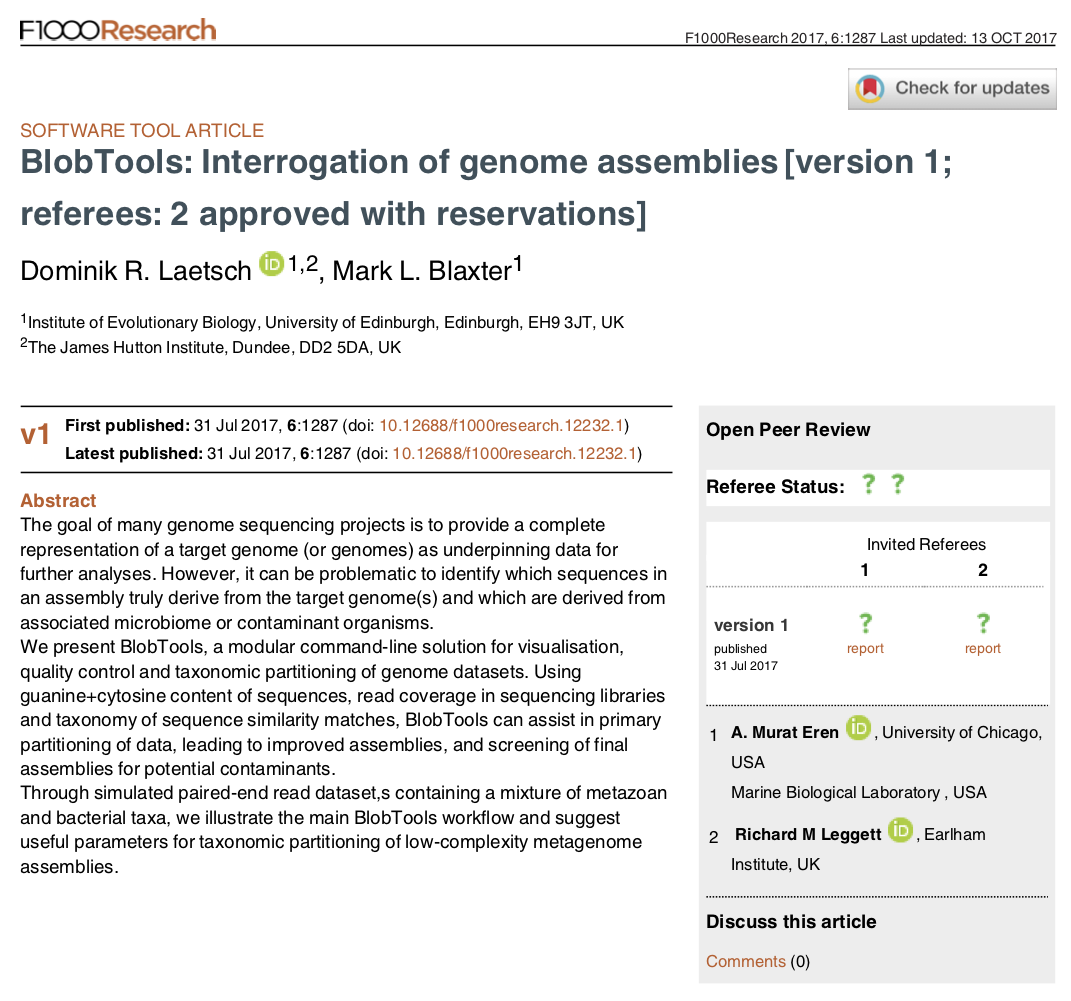 F1000Research
F1000Research 2017, 6:1287 Last updated: 13 OCT 2017
Check for updates
SOFTWARE TOOL ARTICLE
BlobTools: Interrogation of genome assemblies [version 1;
referees: 2 approved with reservations]
Dominik R. Laetsch iD 1,2, Mark L. Blaxter1
1Institute of Evolutionary Biology, University of Edinburgh, Edinburgh, EH9 3JT, UK
2The James Hutton Institute, Dundee, DD2 5DA, UK
v1
First published: 31 Jul 2017, 6:1287 (doi: 10.12688/f1000research.12232.1)
Latest published: 31 Jul 2017, 6:1287 (doi: 10.12688/f1000research.12232.1)
Abstract
The goal of many genome sequencing projects is to provide a complete
representation of a target genome (or genomes) as underpinning data for
further analyses. However, it can be problematic to identify which sequences in
an assembly truly derive from the target genome(s) and which are derived from
associated microbiome or contaminant organisms.
We present BlobTools, a modular command-line solution for visualisation,
quality control and taxonomic partitioning of genome datasets. Using
guanine+cytosine content of sequences, read coverage in sequencing libraries
and taxonomy of sequence similarity matches, BlobTools can assist in primary
partitioning of data, leading to improved assemblies, and screening of final
assemblies for potential contaminants.
Through simulated paired-end read dataset,s containing a mixture of metazoan
and bacterial taxa, we illustrate the main BlobTools workflow and suggest
useful parameters for taxonomic partitioning of low-complexity metagenome
assemblies.
Open Peer Review
Referee Status: ? ?
Invited Referees
1 2
version 1 ? ?
published report report
31 Jul 2017
1 A. Murat Eren iD , University of Chicago,
USA
Marine Biological Laboratory , USA
2 Richard M Leggett iD , Earlham
Institute, UK
Discuss this article
Comments (0)